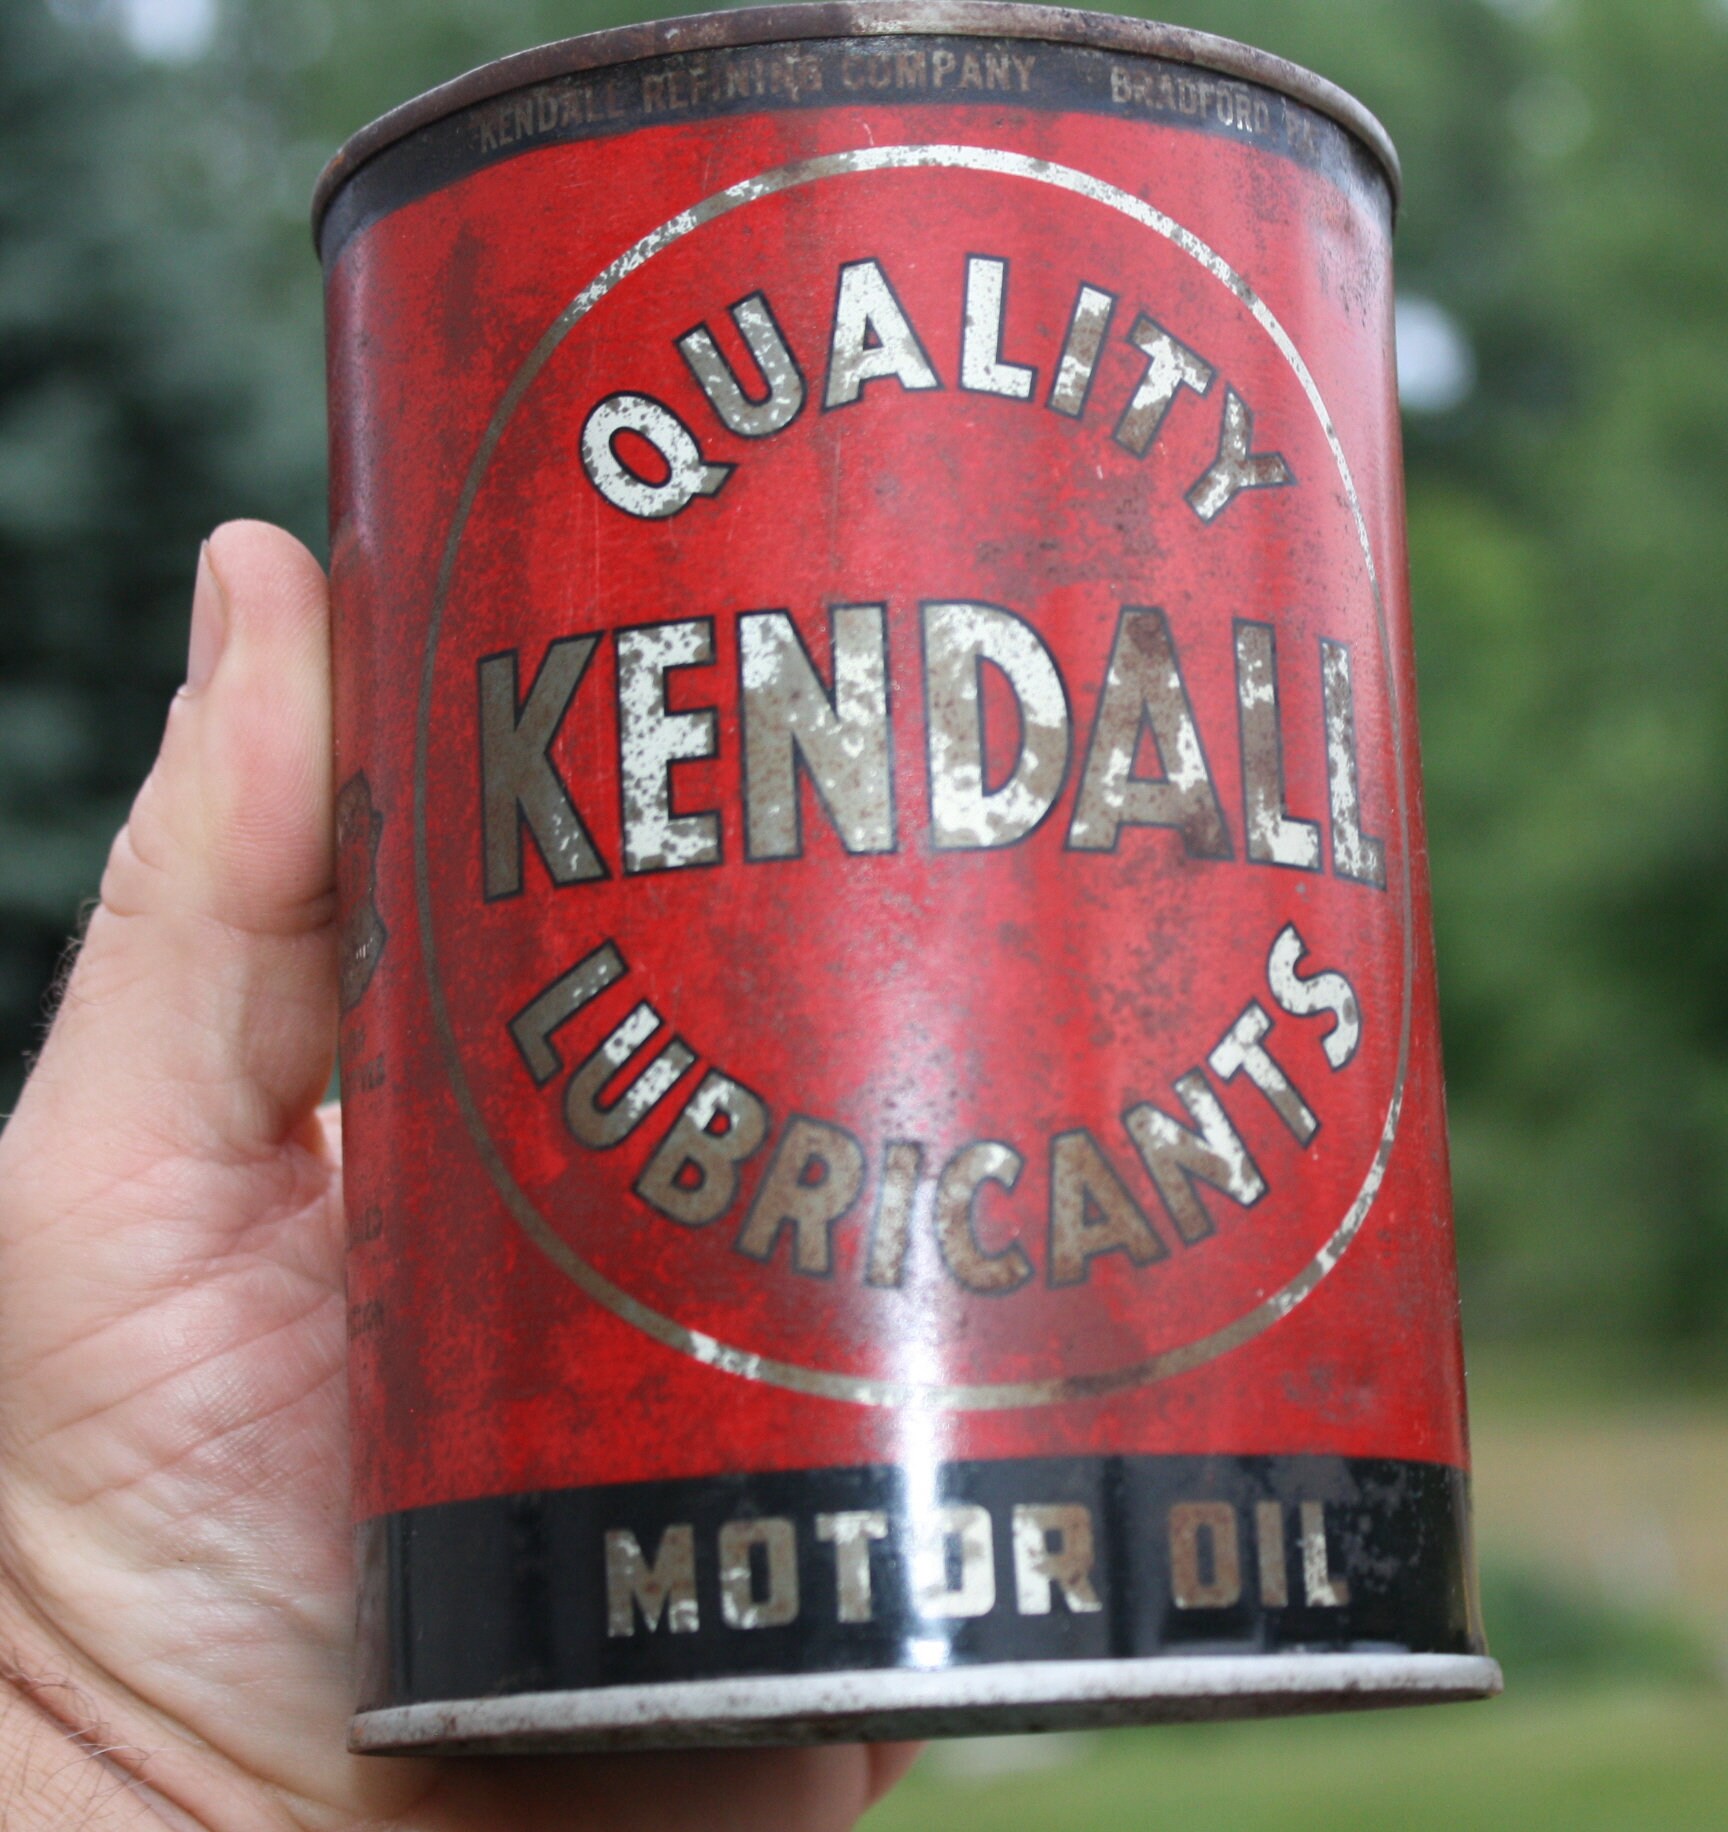 KENDALL REFINING COMPANY BRADFORD PA.
QUALITY
KENDALL
LUBRICANTS
MOTOR OIL